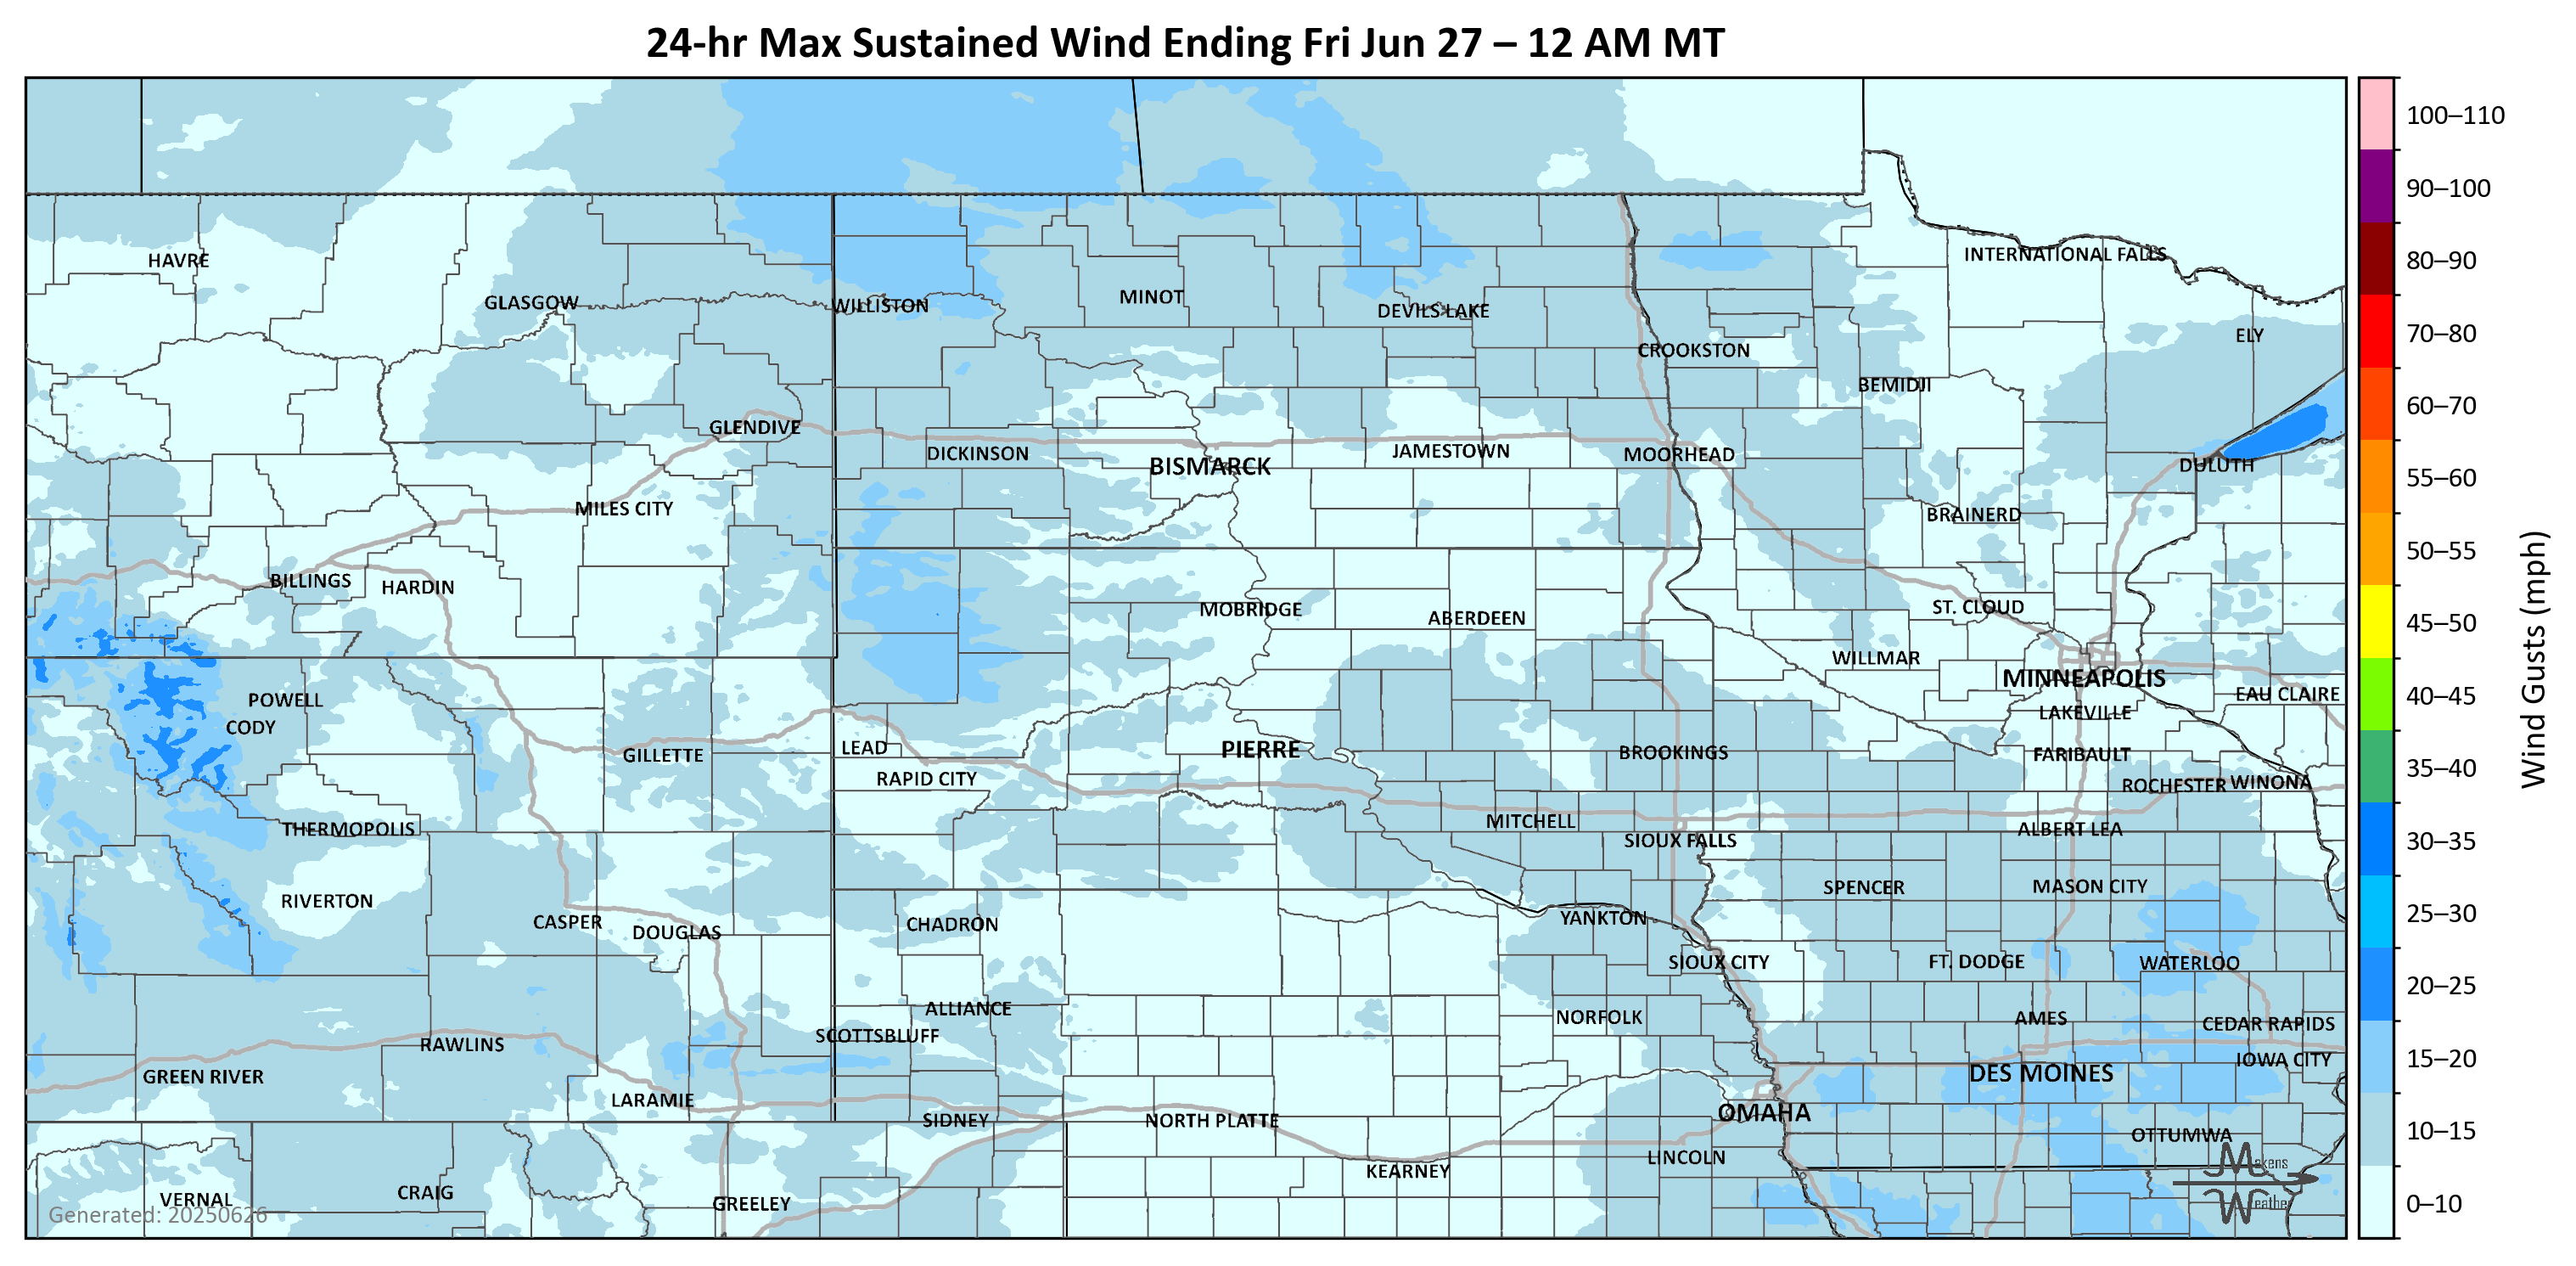 24-hr Max Sustained Wind Ending Fri Jun 27 – 12 AM MT
HAVRE
GLASGOW
WILLISTON
MINOT
DEVILS LAKE
CROOKSTON
INTERNATIONAL FALLS
ELY
BEMIDJI
GLENDIVE
DICKINSON
BISMARCK
JAMESTOWN
MOORHEAD
DULUTH
MILES CITY
BRAINERD
BILLINGS
HARDIN
MOBRIDGE
ABERDEEN
ST. CLOUD
WILLMAR
MINNEAPOLIS
EAU CLAIRE
POWELL
CODY
LAKEVILLE
GILLETTE
LEAD
PIERRE
BROOKINGS
FARIBAULT
RAPID CITY
ROCHESTER
WINONA
THERMOPOLIS
MITCHELL
SIOUX FALLS
ALBERT LEA
RIVERTON
SPENCER
MASON CITY
CASPER
DOUGLAS
CHADRON
YANKTON
SIOUX CITY
FT. DODGE
WATERLOO
ALLIANCE
NORFOLK
AMES
CEDAR RAPIDS
SCOTTSBLUFF
RAWLINS
IOWA CITY
GREEN RIVER
DES MOINES
LARAMIE
SIDNEY
NORTH PLATTE
OMAHA
OTTUMWA
LINCOLN
KEARNEY
VERNAL
CRAIG
GREELEY
Generated: 20250626
Makens
Weather
100–110
90–100
80–90
70–80
60–70
55–60
50–55
45–50
40–45
35–40
30–35
25–30
20–25
15–20
10–15
0–10
Wind Gusts (mph)